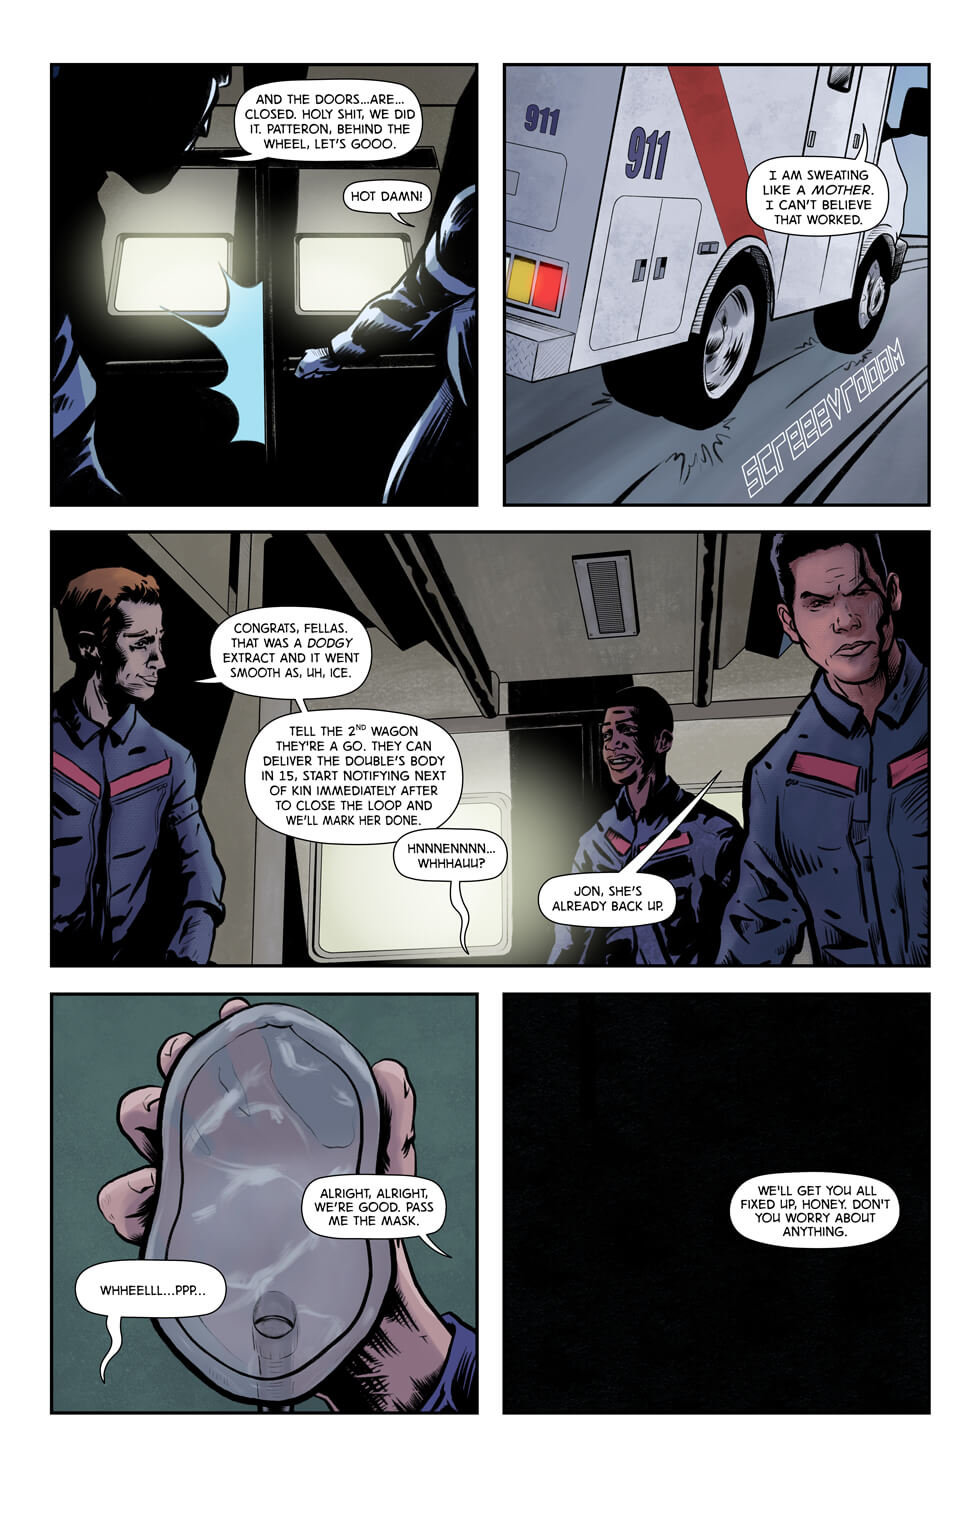 AND THE DOORS...ARE...
CLOSED. HOLY SHIT, WE DID
IT. PATTERON, BEHIND THE
WHEEL, LET'S GOOO.
HOT DAMN!
911
911
I AM SWEATING
LIKE A MOTHER.
I CAN'T BELIEVE
THAT WORKED.
screeevrooom
CONGRATS, FELLAS.
THAT WAS A DODGY
EXTRACT AND IT WENT
SMOOTH AS, UH, ICE.
TELL THE 2ND WAGON
THEY'RE A GO. THEY CAN
DELIVER THE DOUBLE'S BODY
IN 15, START NOTIFYING NEXT
OF KIN IMMEDIATELY AFTER
TO CLOSE THE LOOP AND
WE'LL MARK HER DONE.
HNNNENNNN...
WHHHAUU?
JON, SHE'S
ALREADY BACK UP.
ALRIGHT, ALRIGHT,
WE'RE GOOD. PASS
ME THE MASK.
WHHEELLL...PPP...
WE'LL GET YOU ALL
FIXED UP, HONEY. DON'T
YOU WORRY ABOUT
ANYTHING.